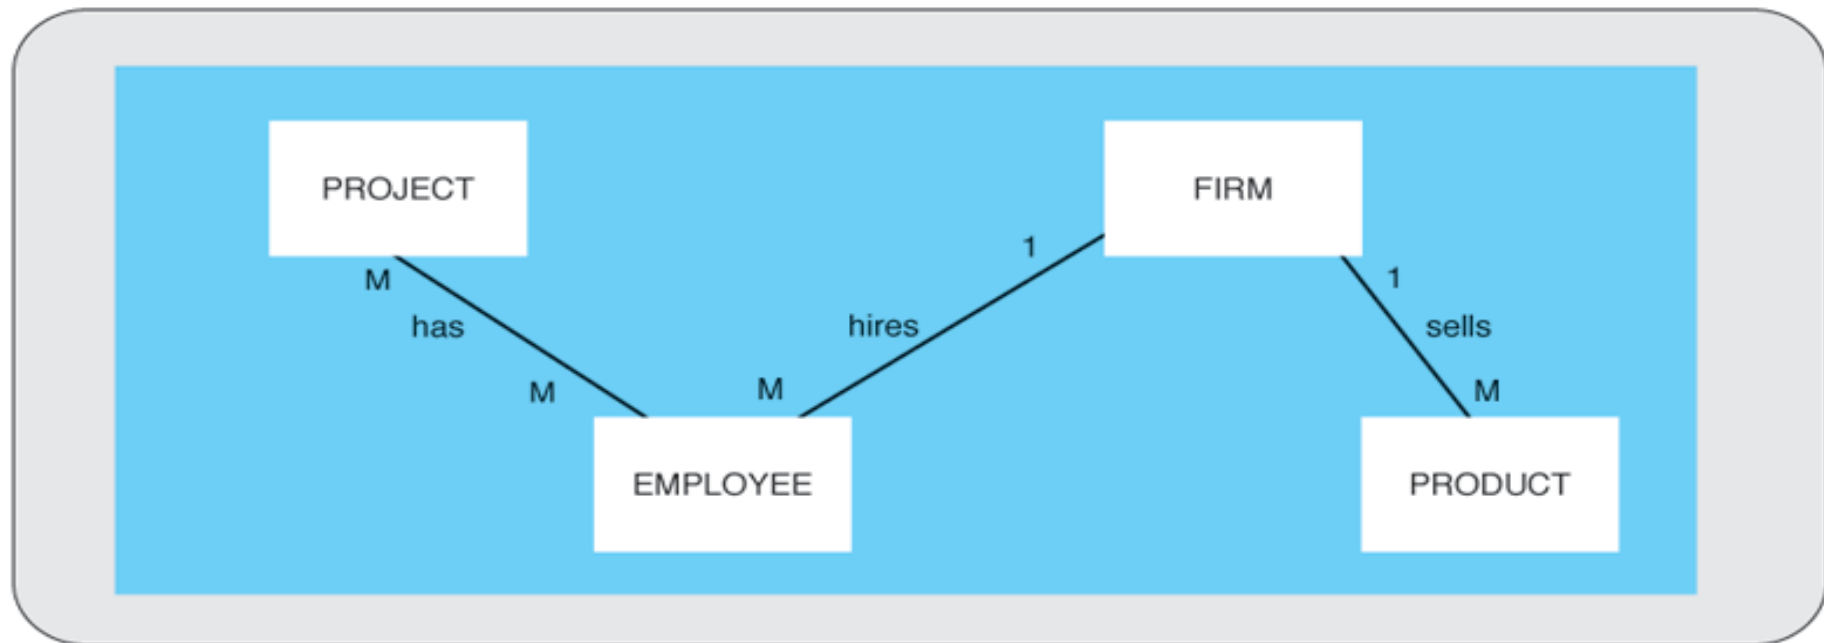 PROJECT
FIRM
1
M
1
has
hires
sells
M
M
M
EMPLOYEE
PRODUCT